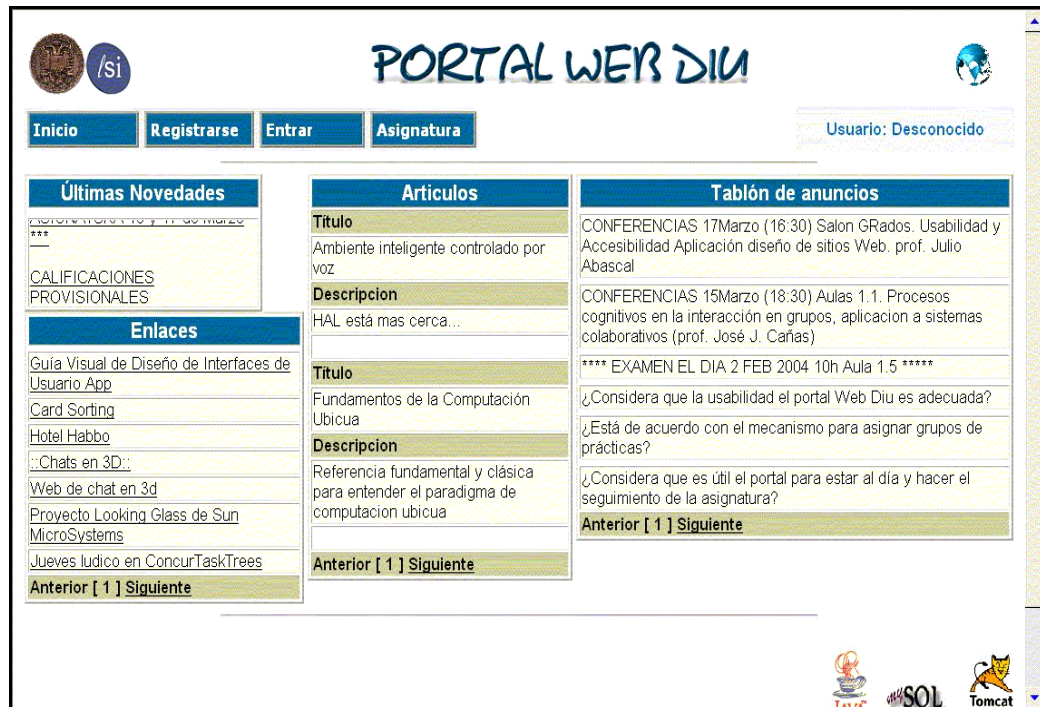 /si
PORTAL WEB DIU
Inicio
Registrarse
Entrar
Asignatura
Usuario: Desconocido
Últimas Novedades
***
CALIFICACIONES
PROVISIONALES
Enlaces
Guía Visual de Diseño de Interfaces de
Usuario App
Card Sorting
Hotel Habbo
::Chats en 3D::
Web de chat en 3d
Proyecto Looking Glass de Sun
MicroSystems
Jueves ludico en ConcurTaskTrees
Anterior [ 1 ] Siguiente
Articulos
Título
Ambiente inteligente controlado por
voz
Descripcion
HAL está mas cerca...
Título
Fundamentos de la Computación
Ubicua
Descripcion
Referencia fundamental y clásica
para entender el paradigma de
computacion ubicua
Anterior [ 1 ] Siguiente
Tablón de anuncios
CONFERENCIAS 17Marzo (16:30) Salon GRados. Usabilidad y
Accesibilidad Aplicación diseño de sitios Web. prof. Julio
Abascal
CONFERENCIAS 15Marzo (18:30) Aulas 1.1. Procesos
cognitivos en la interacción en grupos, aplicacion a sistemas
colaborativos (prof. José J. Cañas)
**** EXAMEN EL DIA 2 FEB 2004 10h Aula 1.5 *****
¿Considera que la usabilidad el portal Web Diu es adecuada?
¿Está de acuerdo con el mecanismo para asignar grupos de
prácticas?
¿Considera que es útil el portal para estar al día y hacer el
seguimiento de la asignatura?
Anterior [ 1 ] Siguiente
Tomcat